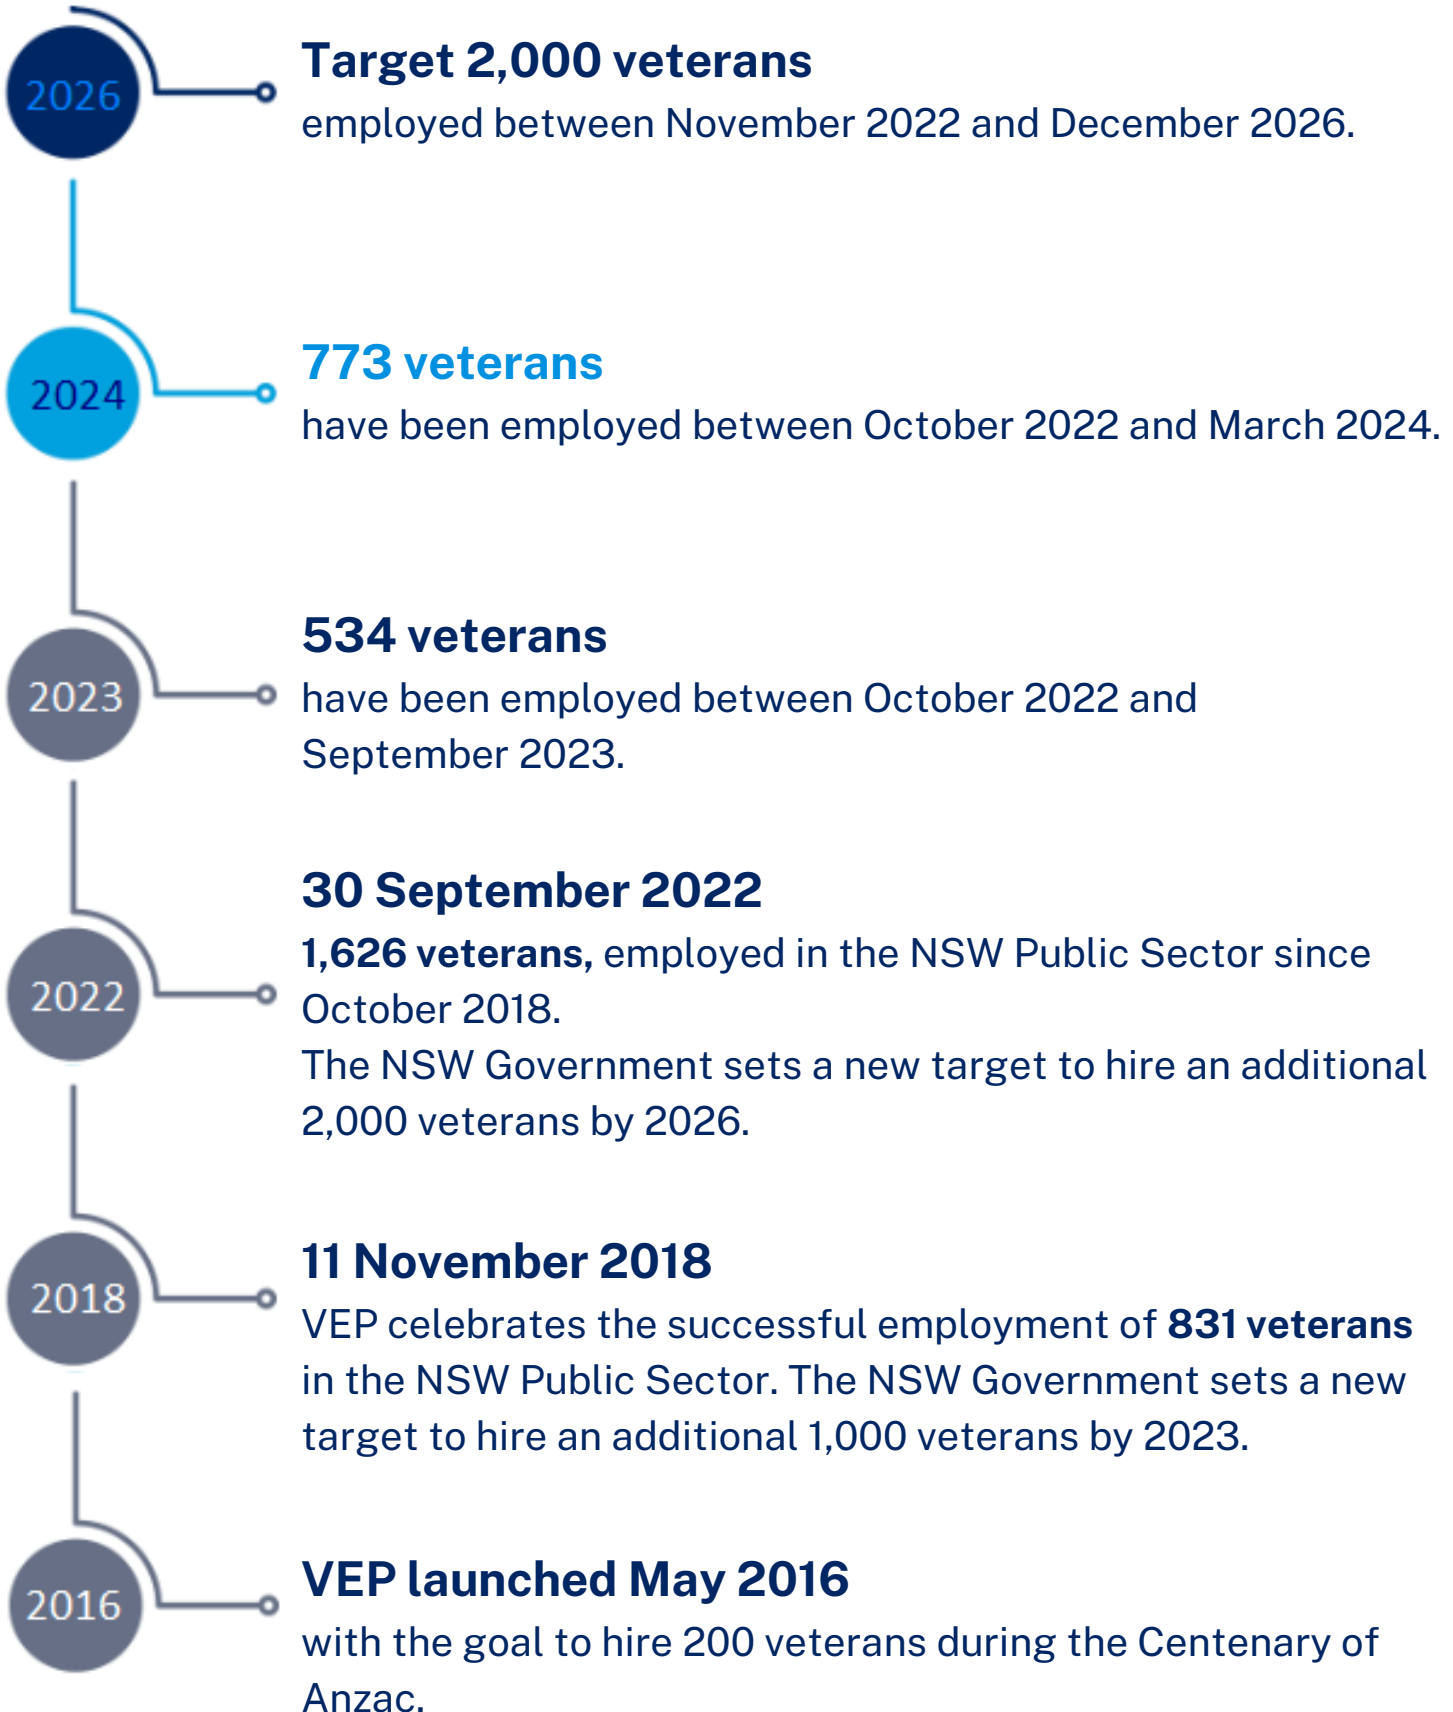 2026
Target 2,000 veterans
employed between November 2022 and December 2026.
2024
773 veterans
have been employed between October 2022 and March 2024.
2023
534 veterans
have been employed between October 2022 and
September 2023.
2022
30 September 2022
1,626 veterans, employed in the NSW Public Sector since
October 2018.
The NSW Government sets a new target to hire an additional
2,000 veterans by 2026.
2018
11 November 2018
VEP celebrates the successful employment of 831 veterans
in the NSW Public Sector. The NSW Government sets a new
target to hire an additional 1,000 veterans by 2023.
2016
VEP launched May 2016
with the goal to hire 200 veterans during the Centenary of
Anzac.